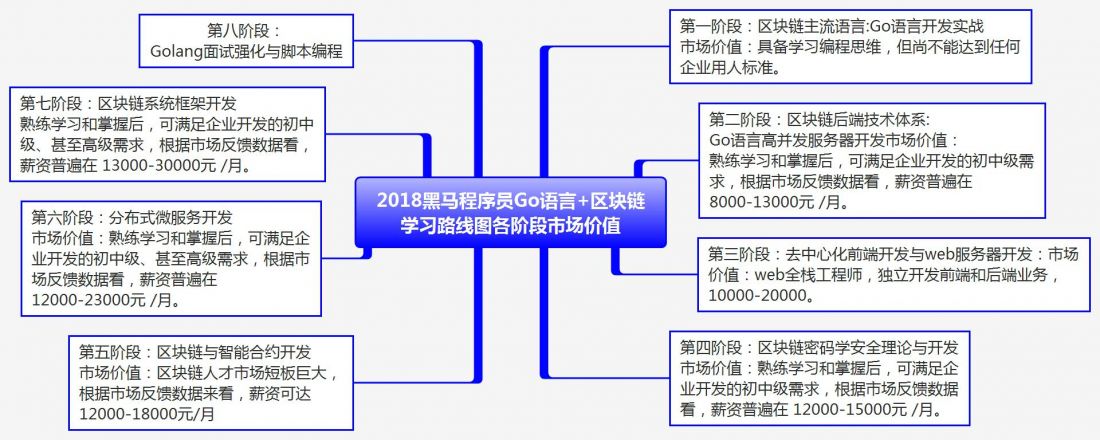 2018黑马程序员Go语言+区块链
学习路线图各阶段市场价值
第一阶段：区块链主流语言:Go语言开发实战
市场价值：具备学习编程思维，但尚不能达到任何
企业用人标准。
第二阶段：区块链后端技术体系:
Go语言高并发服务器开发市场价值：
熟练学习和掌握后，可满足企业开发的初中级需
求，根据市场反馈数据看，薪资普遍在
8000-13000元 /月。
第三阶段：去中心化前端开发与web服务器开发：市场
价值：web全栈工程师，独立开发前端和后端业务，
10000-20000。
第四阶段：区块链密码学安全理论与开发
市场价值：熟练学习和掌握后，可满足企
业开发的初中级需求，根据市场反馈数据
看，薪资普遍在 12000-15000元 /月。
第五阶段：区块链与智能合约开发
市场价值：区块链人才市场短板巨大，
根据市场反馈数据来看，薪资可达
12000-18000元/月
第六阶段：分布式微服务开发
市场价值：熟练学习和掌握后，可满足企
业开发的初中级、甚至高级需求，根据市
场反馈数据看，薪资普遍在
12000-23000元 /月。
第七阶段：区块链系统框架开发
熟练学习和掌握后，可满足企业开发的初中
级、甚至高级需求，根据市场反馈数据看，
薪资普遍在 13000-30000元 /月。
第八阶段：
Golang面试强化与脚本编程